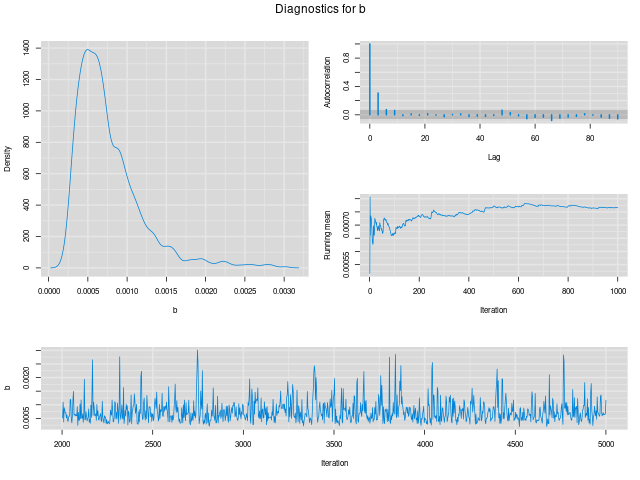 Diagnostics for b
Density
1400
1200
1000
800
600
400
200
0
0.0000 0.0005 0.0010 0.0015 0.0020 0.0025 0.0030
b
Autocorrelation
0.8
0.4
0.0
0 20 40 60 80
Lag
Running mean
0.00070
0.00055
0 200 400 600 800 1000
Iteration
b
0.0020
0.0005
2000 2500 3000 3500 4000 4500 5000
Iteration